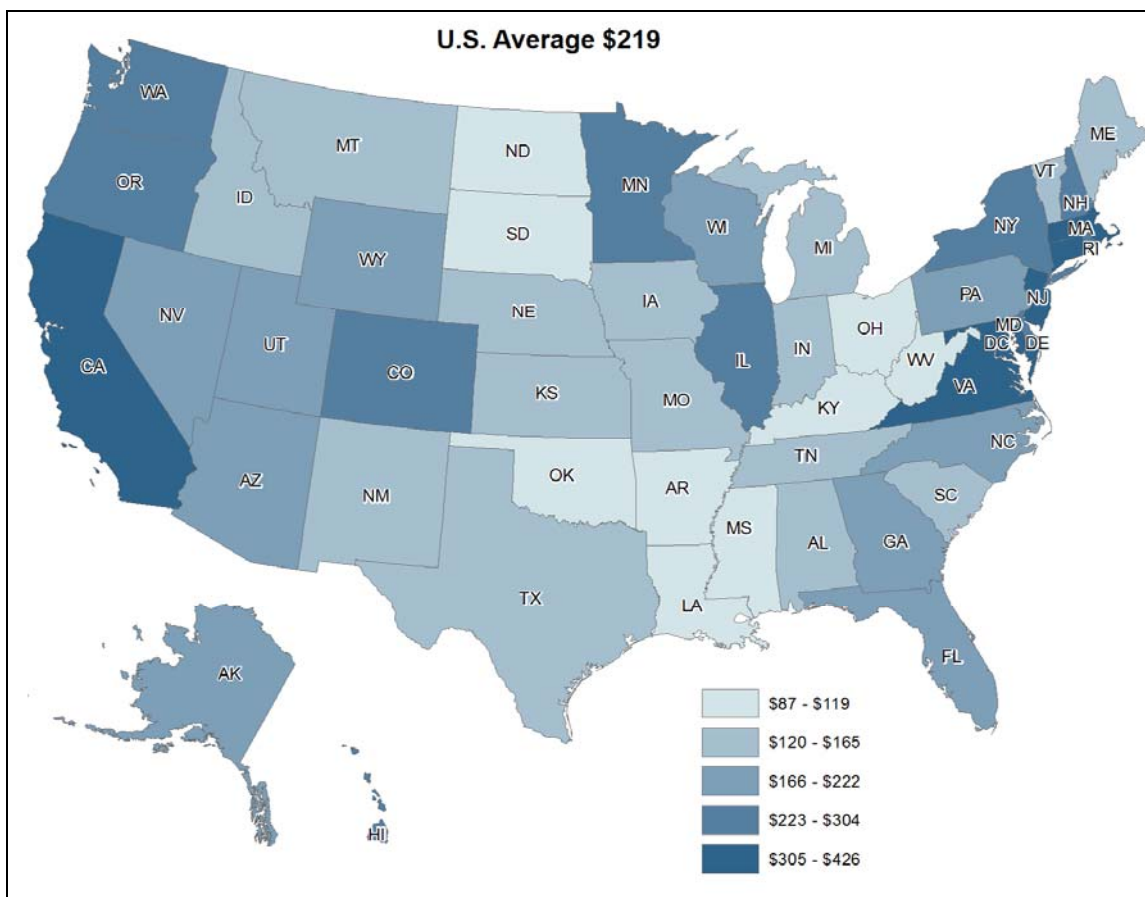 U.S. Average $219
WA
MT
ND
ME
VT
OR
MN
ID
NH
SD
WI
NY
MA
WY
MI
RI
IA
PA
NJ
NE
NV
OH
MD
UT
IN
DE
DC
IL
CA
CO
WV
KS
MO
VA
KY
NC
TN
AZ
OK
NM
AR
SC
MS
AL
GA
TX
LA
FL
AK
HI
$87 - $119
$120 - $165
$166 - $222
$223 - $304
$305 - $426